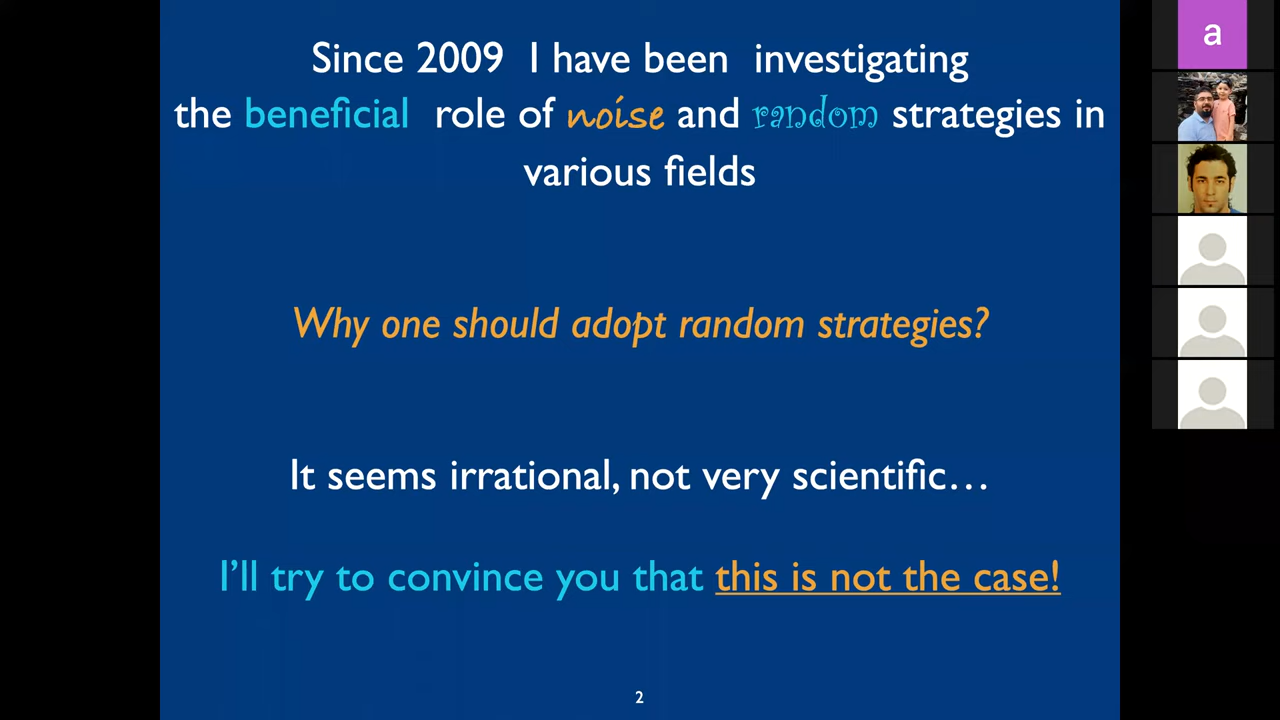 Since 2009 I have been investigating
the beneficial role of noise and random strategies in
various fields
Why one should adopt random strategies?
It seems irrational, not very scientific…
I'll try to convince you that this is not the case!
2
a